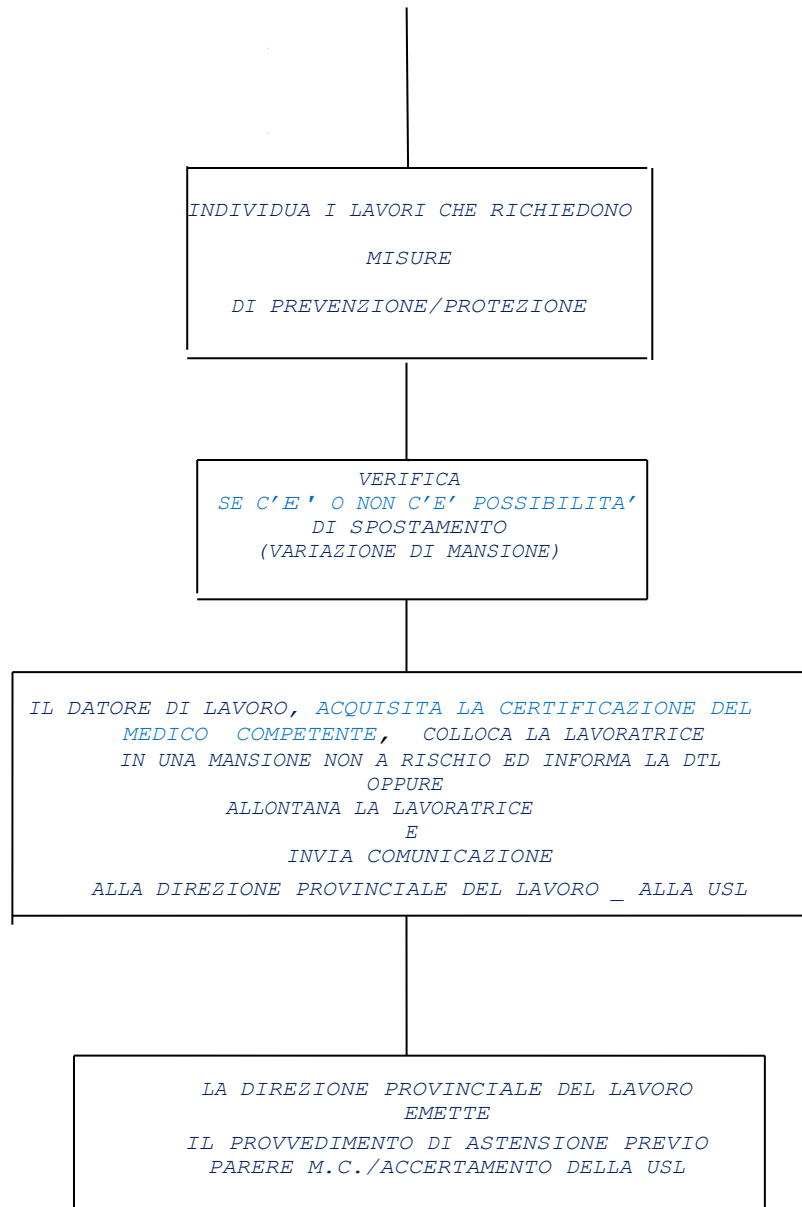 INDIVIDUA I LAVORI CHE RICHIEDONO
MISURE
DI PREVENZIONE/PROTEZIONE
VERIFICA
SE C'E' O NON C'E' POSSIBILITA'
DI SPOSTAMENTO
(VARIAZIONE DI MANSIONE)
IL DATORE DI LAVORO, ACQUISITA LA CERTIFICAZIONE DEL
MEDICO COMPETENTE, COLLOCA LA LAVORATRICE
IN UNA MANSIONE NON A RISCHIO ED INFORMA LA DTL
OPPURE
ALLONTANA LA LAVORATRICE
E
INVIA COMUNICAZIONE
ALLA DIREZIONE PROVINCIALE DEL LAVORO _ ALLA USL
LA DIREZIONE PROVINCIALE DEL LAVORO
EMETTE
IL PROVVEDIMENTO DI ASTENSIONE PREVIO
PARERE M.C./ACCERTAMENTO DELLA USL